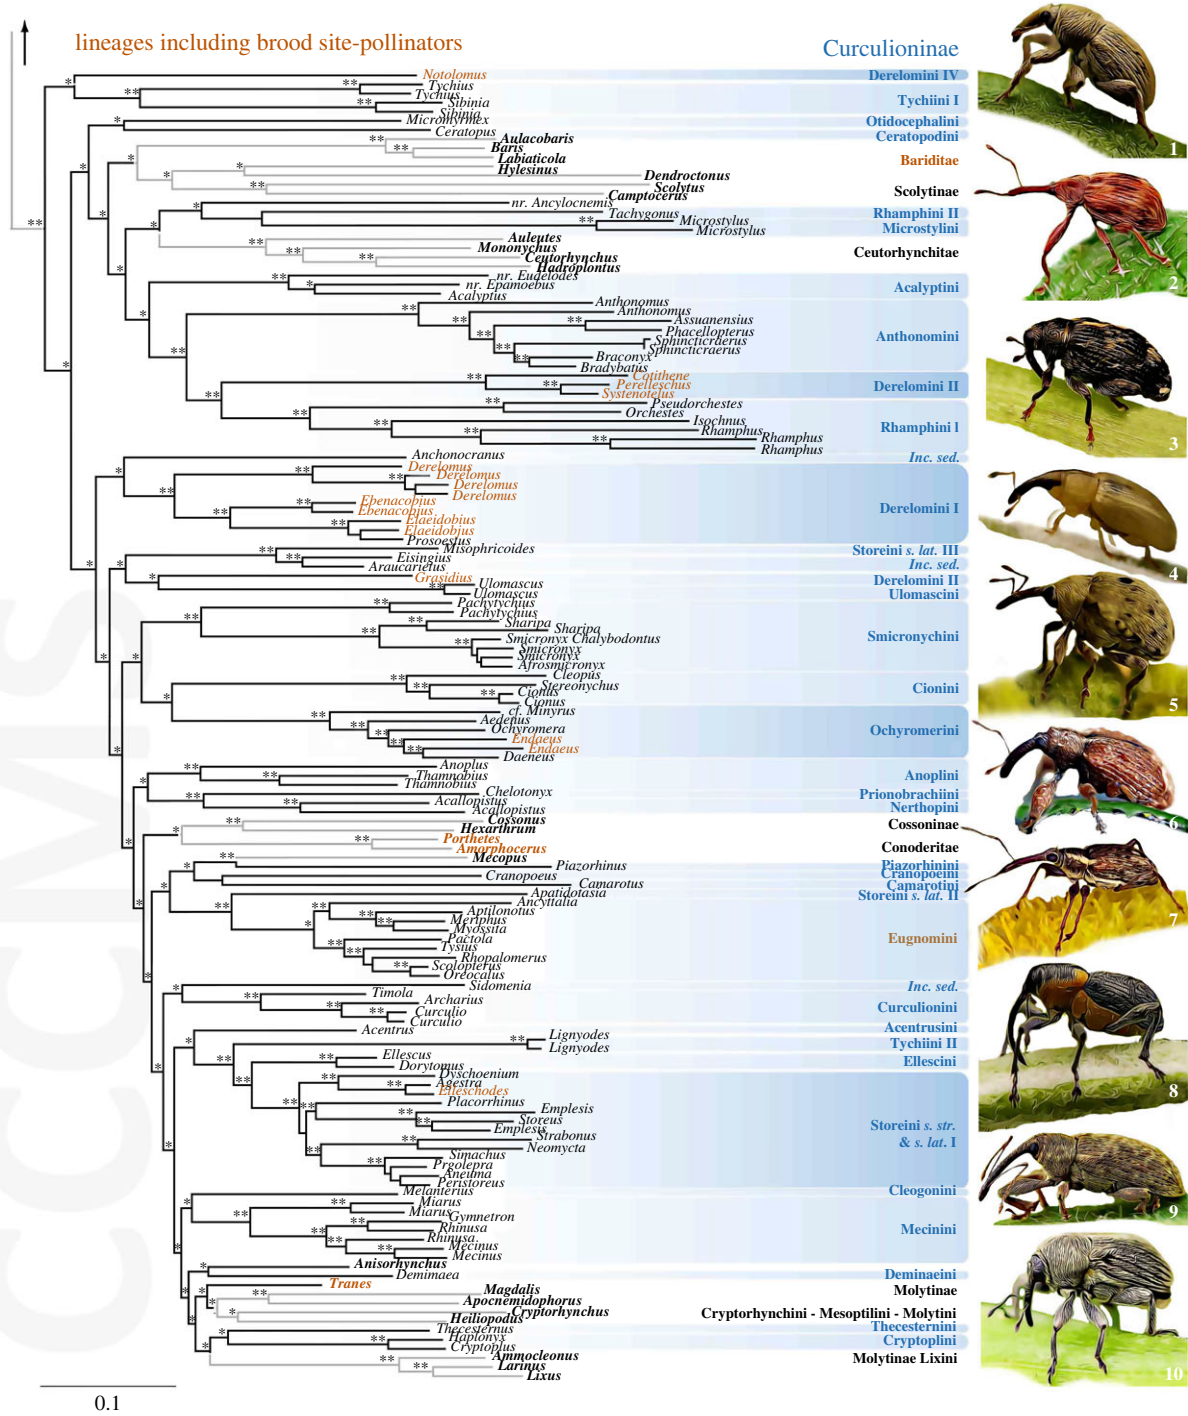 lineages including brood site-pollinators
Curculioninae
Notolomus
Derelomini IV
Tychius
Tychius
Tychiini I
Sibinia
Sibinia
Micromyrmex
Otidocephalini
Ceratopus
Ceratopodini
Aulacobaris
Baris
Labiaticola
Bariditae
1
Hylesinus
Dendroctonus
Scolytus
Scolytinae
Camptocerus
nr. Ancylocnemis
Tachygonus
Rhamphini II
Microstylus
Microstylus
Microstylini
Auleutes
Mononychus
Ceutorhynchitae
Ceutorhynchus
Hadroplontus
nr. Eudelodes
nr. Epamoebus
Acalyptini
2
Acalyptus
Anthonomus
Anthonomus
Assuanensius
Phacellopterus
Anthonomini
Sphincticraerus
Sphincticraerus
Braconyx
Bradybatus
Cotithene
Perelleschus
Derelomini II
Systenotelus
Pseudorchestes
Orchestes
Isochnus
Rhamphini l
Rhamphus
Rhamphus
3
Rhamphus
Anchonocranus
Inc. sed.
Derelomus
Derelomus
Derelomus
Derelomus
Ebenacobius
Derelomini I
Ebenacobius
Elaeidobius
Elaeidobius
Prosoestus
Misophricoides
Storeini s. lat. III
Eisingius
Araucarietus
Inc. sed.
4
Grasidius
Derelomini II
Ulomascus
Ulomascus
Ulomascini
Pachytychius
Pachytychius
Sharipa
Sharipa
Smicronychini
Smicronyx Chalybodontus
Smicronyx
Smicronyx
Afrosmicronyx
Cleopus
Stereonychus
Cionini
Cionus
Cionus
5
cf. Minyrus
Aedenus
Ochyromera
Ochyromerini
Endaeus
Endaeus
Daeneus
Anoplus
Thamnobius
Anoplini
Thamnobius
Chelotonyx
Prionobrachiini
Acallopistus
Nerthopini
Acallopistus
Cossonus
Cossoninae
6
Hexarthrum
Porthetes
Amorphocerus
Conoderitae
Mecopus
Piazorhinus
Piazorhinini
Cranopoeus
Cranopoeini
Camarotus
Camarotini
Apatidotasia
Storeini s. lat. II
Ancyttalia
Aptilonotus
Meriphus
7
Myossita
Pactola
Eugnomini
Tysius
Rhopalomerus
Scolopterus
Oreocalus
Sidomenia
Inc. sed.
Timola
Archarius
Curculionini
Curculio
Curculio
Acentrus
Acentrusini
Lignyodes
Tychiini II
Lignyodes
Ellescus
Ellescini
Dorytomus
Dyschoenium
Agestra
Elleschodes
8
Placorrhinus
Emplesis
Storeus
Storeini s. str.
Emplesis
Strabonus
& s. lat. I
Neomycta
Simachus
Prgolepra
Aneuma
Peristoreus
Cleogonini
Melanterius
Miarus
Miarus
9
Gymnetron
Rhinusa
Mecinini
Rhinusa
Mecinus
Mecinus
Anisorhynchus
Demimaea
Deminaeini
Tranes
Magdalis
Molytinae
Apocnemidophorus
Cryptorhynchus
Cryptorhynchini - Mesoptilini - Molytini
Heiliopodus
Thecesternus
Thecesternini
Haplonyx
Cryptoplini
Cryptoplus
Ammocleonus
Molytinae Lixini
Larinus
10
Lixus
0.1